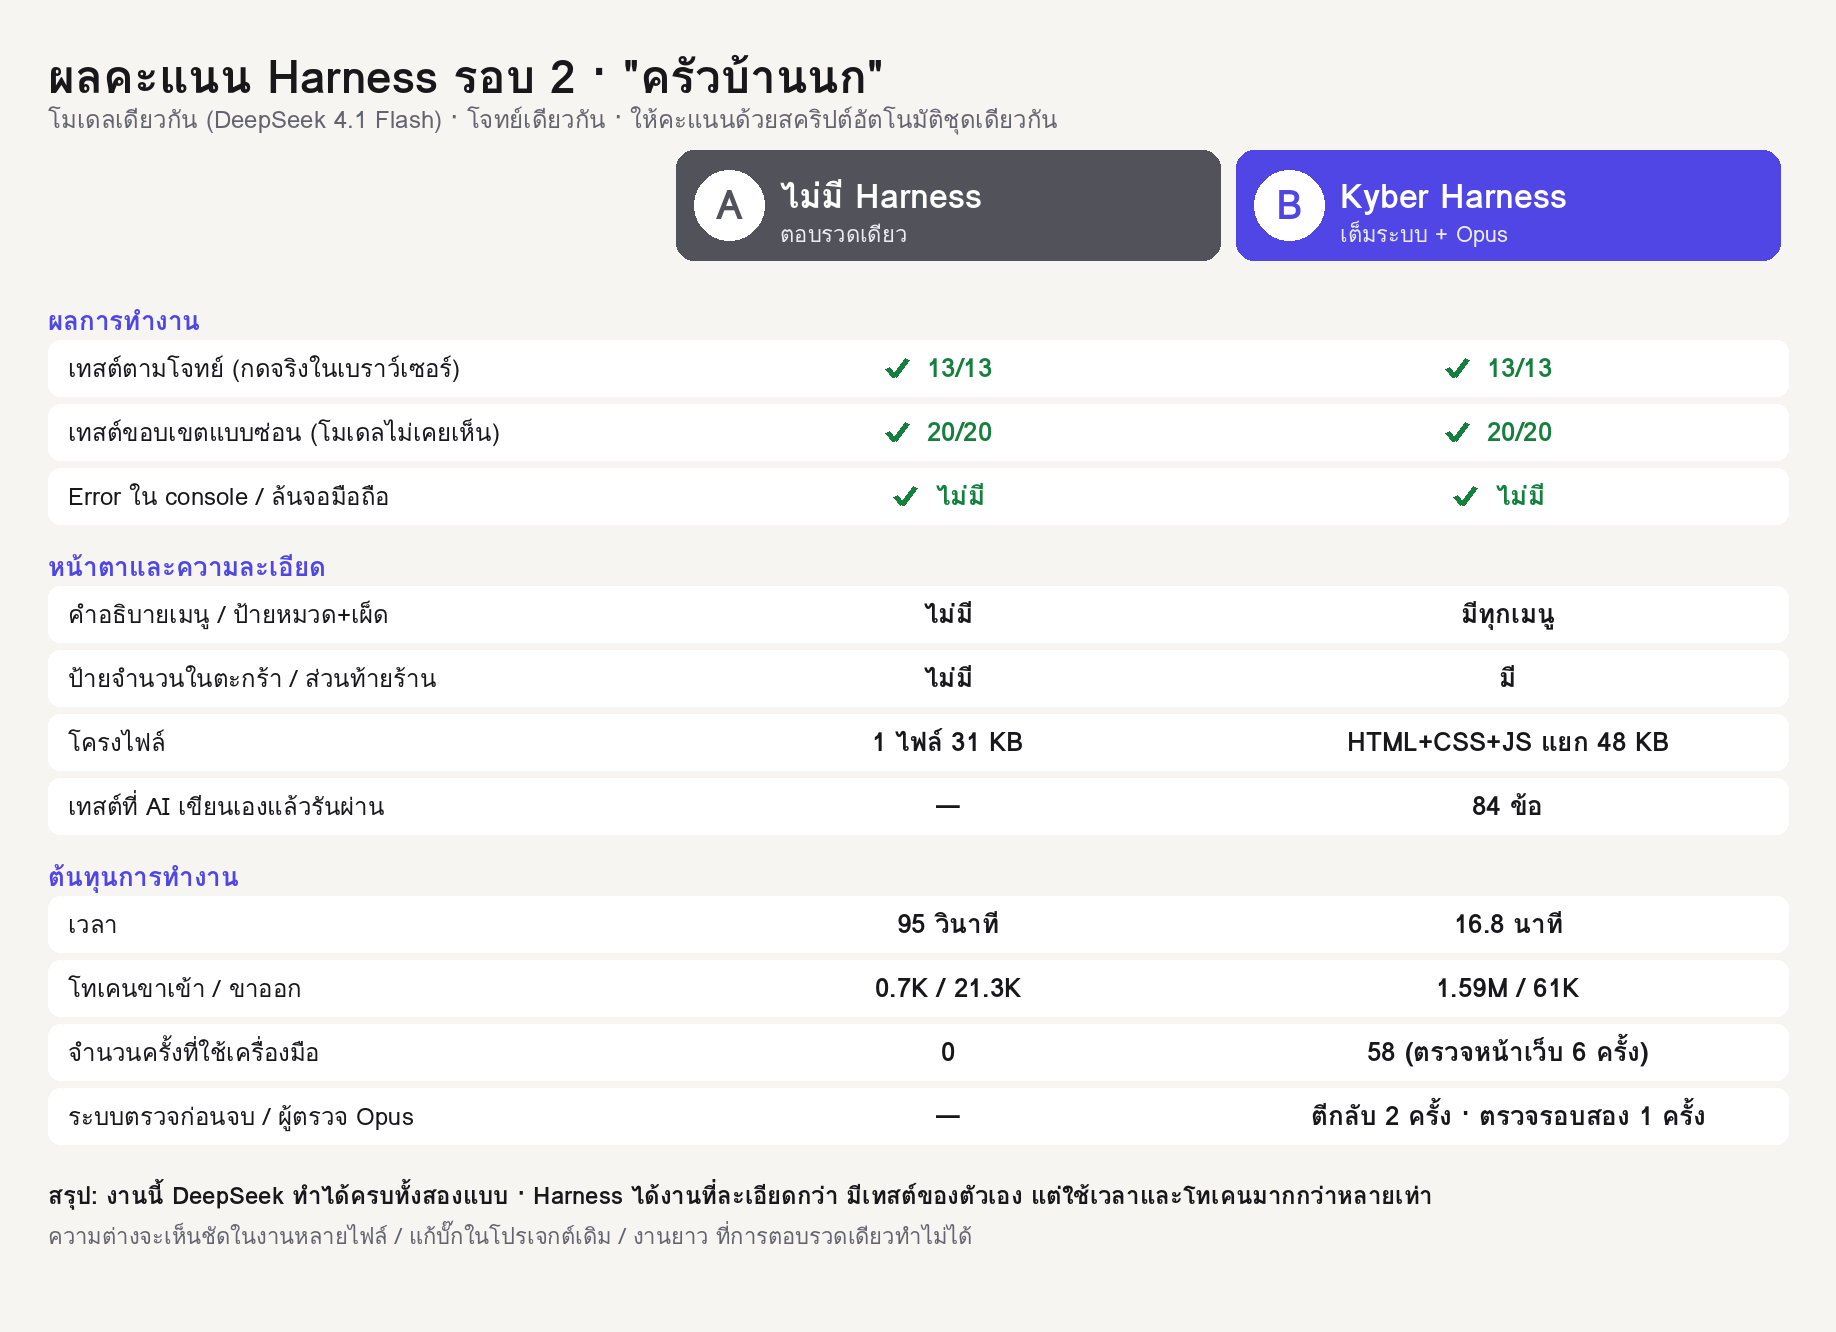 ผลคะแนน Harness รอบ 2 · "ครัวบ้านนก"
โมเดลเดียวกัน (DeepSeek 4.1 Flash) · โจทย์เดียวกัน · ให้คะแนนด้วยสคริปต์อัตโนมัติชุดเดียวกัน
A ไม่มี Harness
ตอบรวดเดียว
B Kyber Harness
เต็มระบบ + Opus
ผลการทำงาน
เทสต์ตามโจทย์ (กดจริงในเบราว์เซอร์) ✔ 13/13 ✔ 13/13
เทสต์ขอบเขตแบบซ่อน (โมเดลไม่เคยเห็น) ✔ 20/20 ✔ 20/20
Error ใน console / ล้นจอมือถือ ✔ ไม่มี ✔ ไม่มี
หน้าตาและความละเอียด
คำอธิบายเมนู / ป้ายหมวด+เผ็ด ไม่มี มีทุกเมนู
ป้ายจำนวนในตะกร้า / ส่วนท้ายร้าน ไม่มี มี
โครงไฟล์ 1 ไฟล์ 31 KB HTML+CSS+JS แยก 48 KB
เทสต์ที่ AI เขียนเองแล้วรันผ่าน — 84 ข้อ
ต้นทุนการทำงาน
เวลา 95 วินาที 16.8 นาที
โทเคนขาเข้า / ขาออก 0.7K / 21.3K 1.59M / 61K
จำนวนครั้งที่ใช้เครื่องมือ 0 58 (ตรวจหน้าเว็บ 6 ครั้ง)
ระบบตรวจก่อนจบ / ผู้ตรวจ Opus — ตีกลับ 2 ครั้ง · ตรวจรอบสอง 1 ครั้ง
สรุป: งานนี้ DeepSeek ทำได้ครบทั้งสองแบบ · Harness ได้งานที่ละเอียดกว่า มีเทสต์ของตัวเอง แต่ใช้เวลาและโทเคนมากกว่าหลายเท่า
ความต่างจะเห็นชัดในงานหลายไฟล์ / แก้บั๊กในโปรเจกต์เดิม / งานยาว ที่การตอบรวดเดียวทำไม่ได้